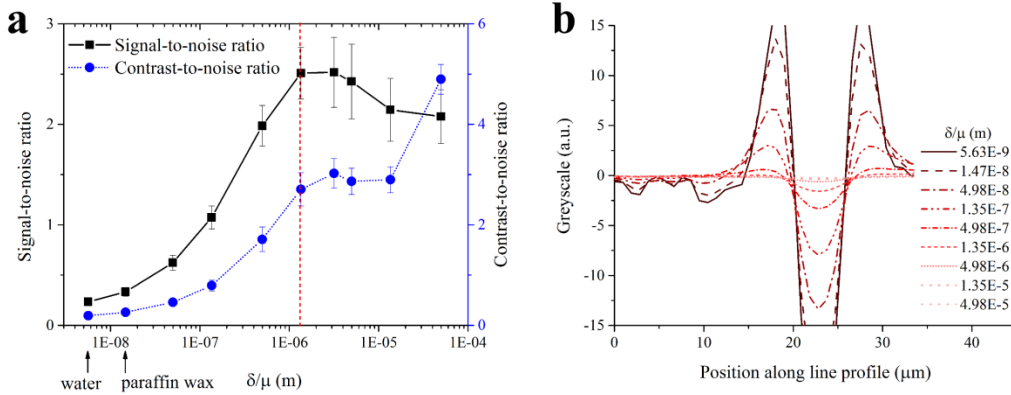 a
Signal-to-noise ratio
Contrast-to-noise ratio
Signal-to-noise ratio
3
2
1
0
Contrast-to-noise ratio
6
4
2
0
1E-08 1E-07 1E-06 1E-05 1E-04
water
paraffin wax
δ/μ (m)
b
Greyscale (a.u.)
15
10
5
0
-5
-10
-15
0 10 20 30 40
Position along line profile (μm)
δ/μ (m)
5.63E-9
1.47E-8
4.98E-8
1.35E-7
4.98E-7
1.35E-6
4.98E-6
1.35E-5
4.98E-5